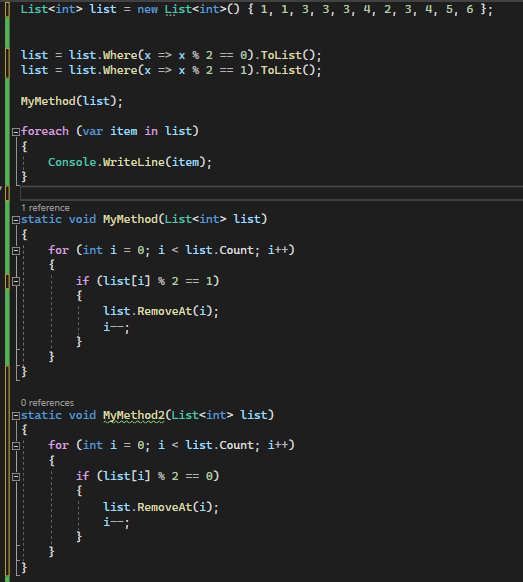 List<int> list = new List<int>() { 1, 1, 3, 3, 3, 4, 2, 3, 4, 5, 6 };
list = list.Where(x => x % 2 == 0).ToList();
list = list.Where(x => x % 2 == 1).ToList();
MyMethod(list);
foreach (var item in list)
{
Console.WriteLine(item);
}
1 reference
static void MyMethod(List<int> list)
{
for (int i = 0; i < list.Count; i++)
{
if (list[i] % 2 == 1)
{
list.RemoveAt(i);
i--;
}
}
}
0 references
static void MyMethod2(List<int> list)
{
for (int i = 0; i < list.Count; i++)
{
if (list[i] % 2 == 0)
{
list.RemoveAt(i);
i--;
}
}
}